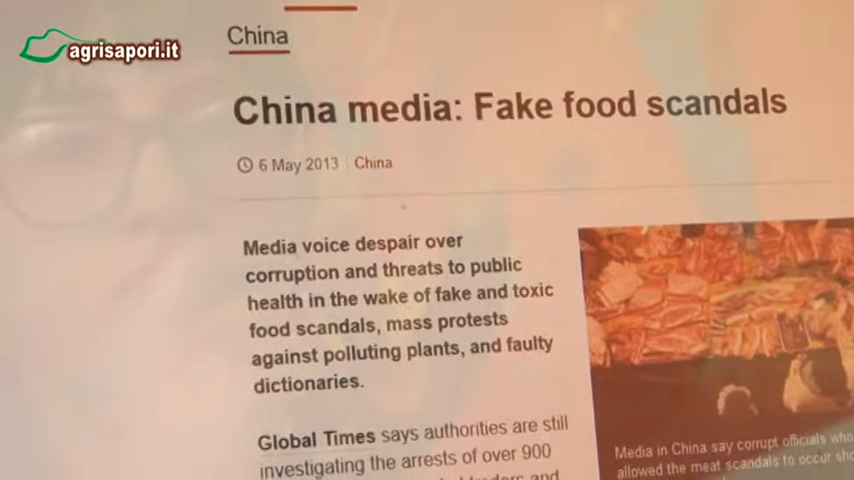 agrisapori.it
China
China media: Fake food scandals
6 May 2013 | China
Media voice despair over
corruption and threats to public
health in the wake of fake and toxic
food scandals, mass protests
against polluting plants, and faulty
dictionaries.
Global Times says authorities are still
investigating the arrests of over 900
and
Media in China say corrupt officials who
allowed the meat scandals to occur